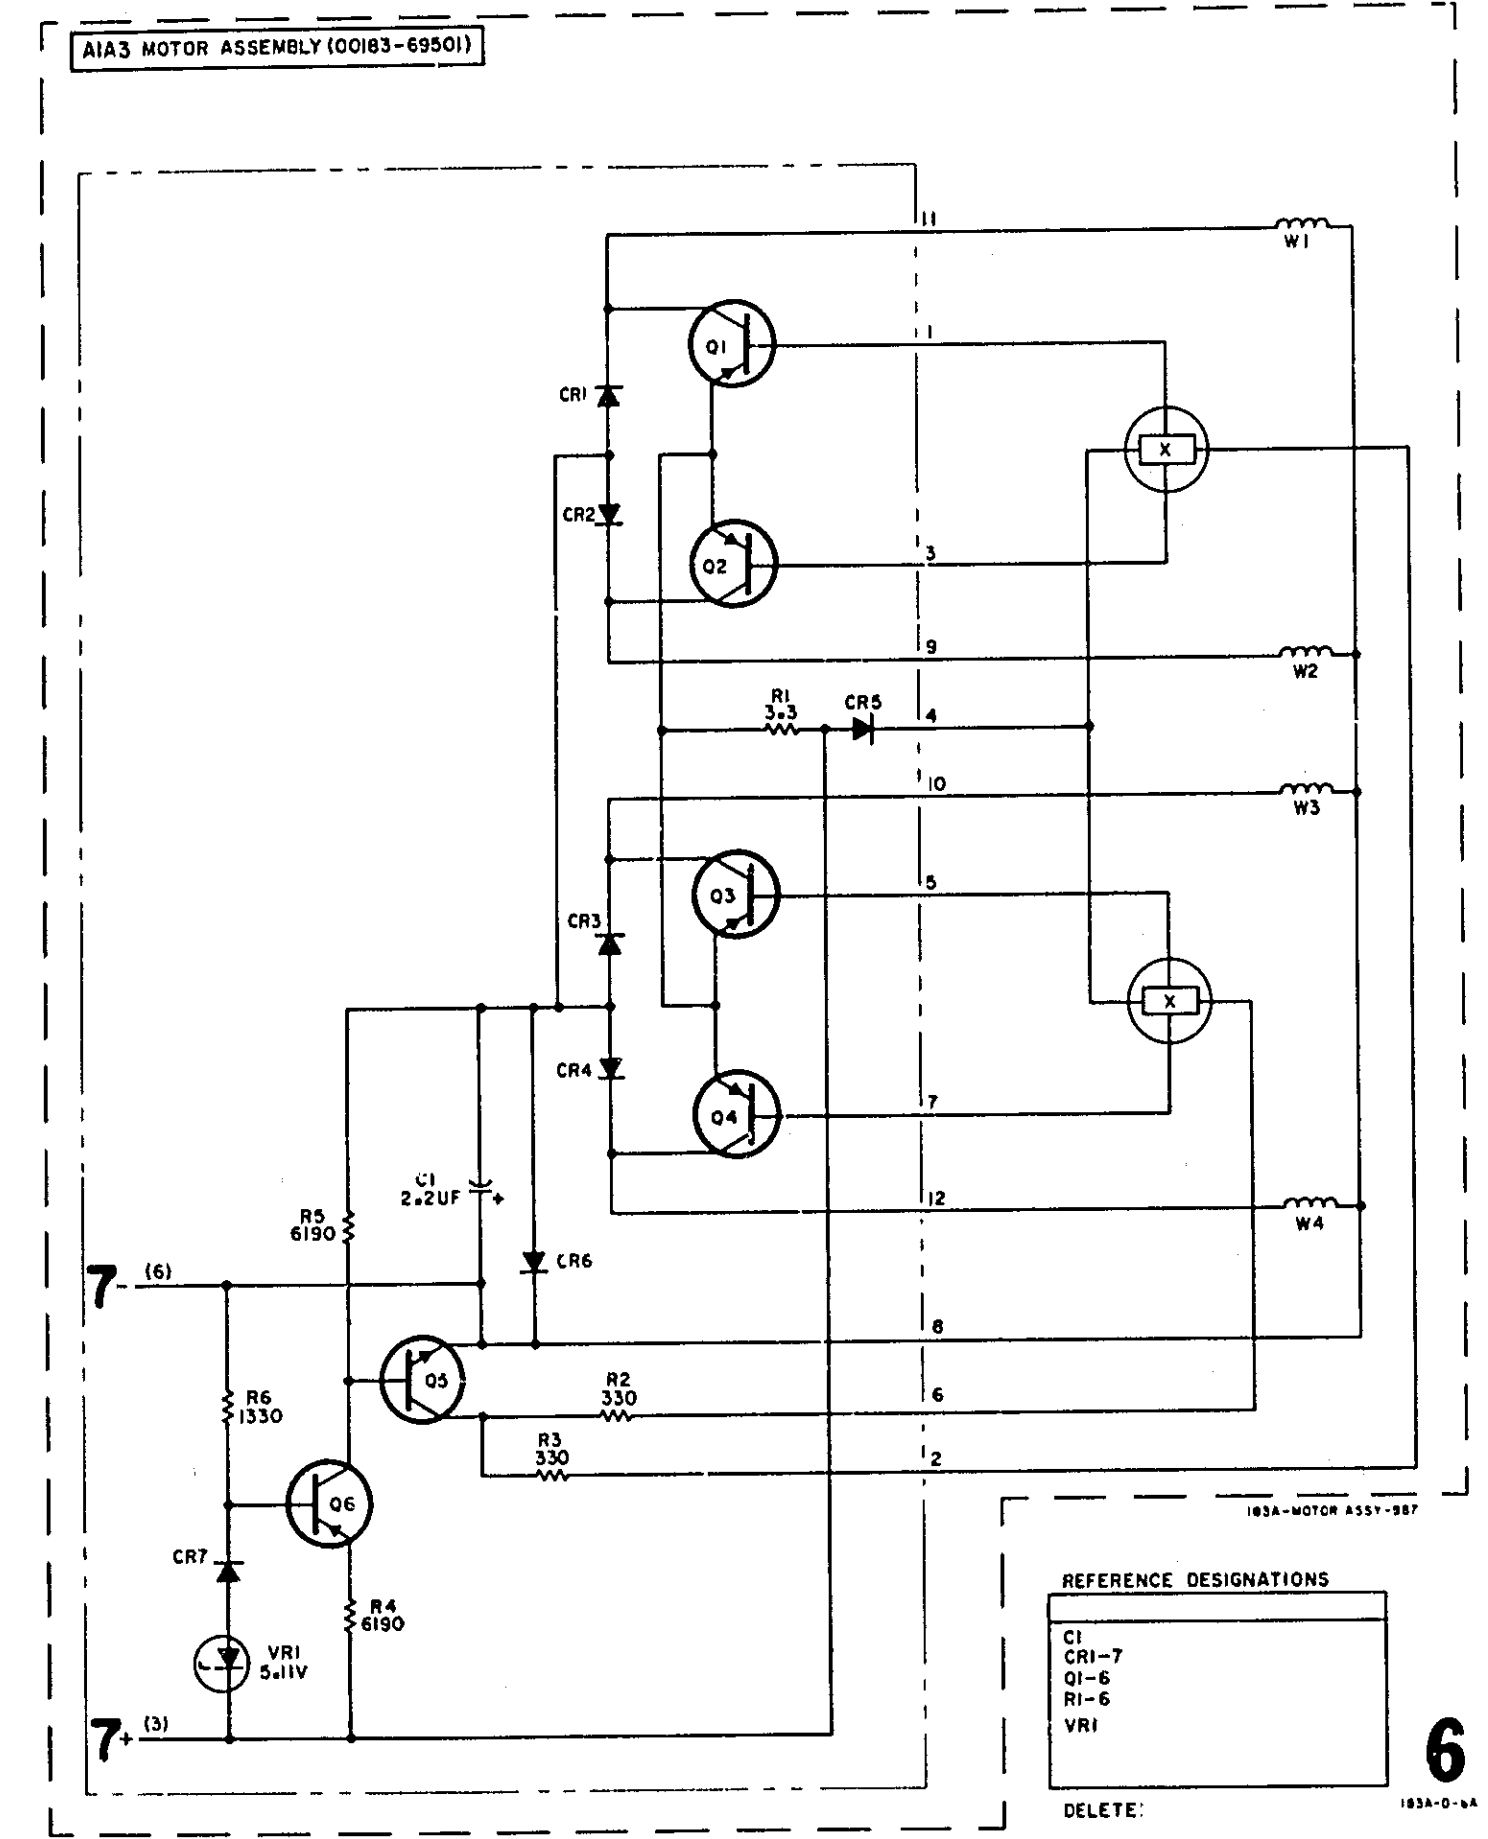 A1A3 MOTOR ASSEMBLY (00183-69501)
11
W1
Q1
1
CR1
X
CR2
Q2
3
9
W2
R1
3.3
CR5
4
10
W3
Q3
5
CR3
X
CR4
Q4
7
C1
2.2UF
+
12
W4
R5
6190
CR6
7 - (6)
8
Q5
R2
330
6
R6
1330
R3
330
2
Q6
183A-MOTOR ASSY-987
CR7
R4
6190
VR1
5.11V
7 + (3)
REFERENCE DESIGNATIONS
C1
CR1-7
Q1-6
R1-6
VR1
6
DELETE: